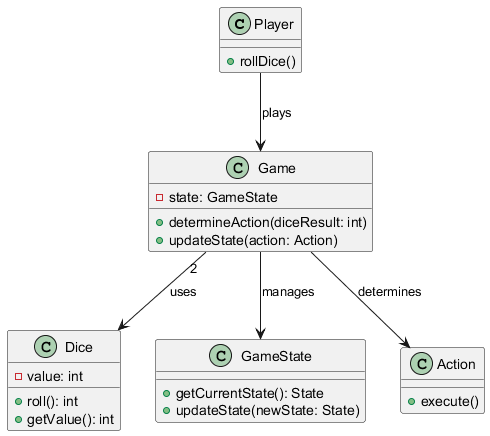 C Player
rollDice()
plays
C Game
state: GameState
determineAction(diceResult: int)
updateState(action: Action)
2
uses
manages
determines
C Dice
value: int
roll(): int
getValue(): int
C GameState
getCurrentState(): State
updateState(newState: State)
C Action
execute()